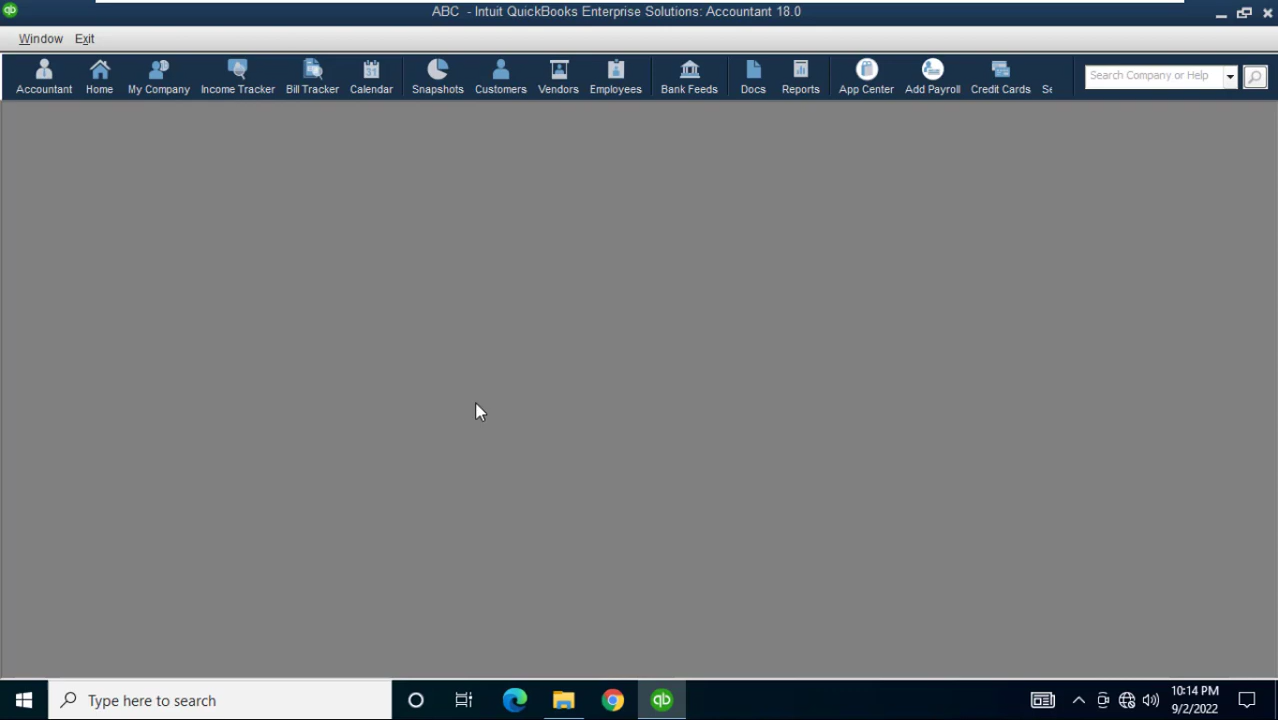 ABC - Intuit QuickBooks Enterprise Solutions: Accountant 18.0
Window Exit
Accountant Home My Company Income Tracker Bill Tracker Calendar Snapshots Customers Vendors Employees Bank Feeds Docs Reports App Center Add Payroll Credit Cards Se
Search Company or Help
Type here to search
10:14 PM
9/2/2022